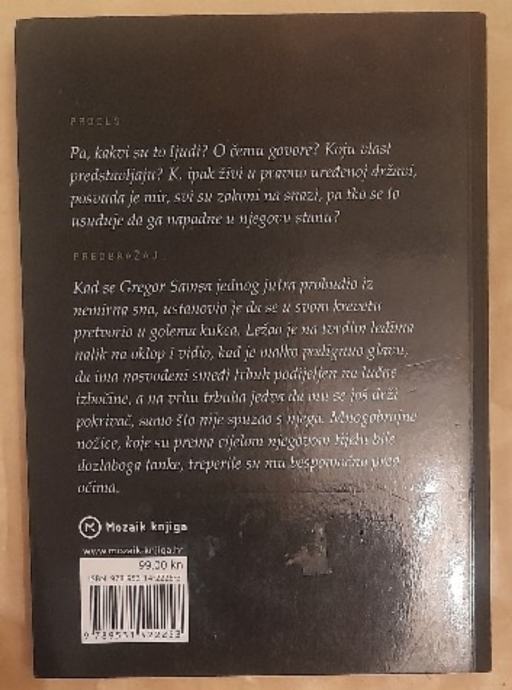 PROCES
Pa, kakvi su to ljudi? O čemu govore? Koju vlast
predstavljaju? K. ipak živi u pravno uređenoj državi,
posvuda je mir, svi su zakoni na snazi, pa tko se to
usuđuje da ga napadne u njegovu stanu?
PREOBRAŽAJ
Kad se Gregor Samsa jednog jutra probudio iz
nemirna sna, ustanovio je da se u svom krevetu
pretvorio u golema kukca. Ležao je na tvrdim leđima
nalik na oklop i vidio, kad je malko podignuo glavu,
da ima nasvođeni smeđi trbuh podijeljen na lučne
izbočine, a na vrhu trbuha jedva da mu se još drži
pokrivač, samo što nije spuzao s njega. Mnogobrojne
nožice, koje su prema cijelom njegovom tijelu bile
dozlaboga tanke, treperile su mu bespomoćno pred
očima.
Mozaik knjiga
www.mozaik-knjiga.hr
99.00 kn
ISBN